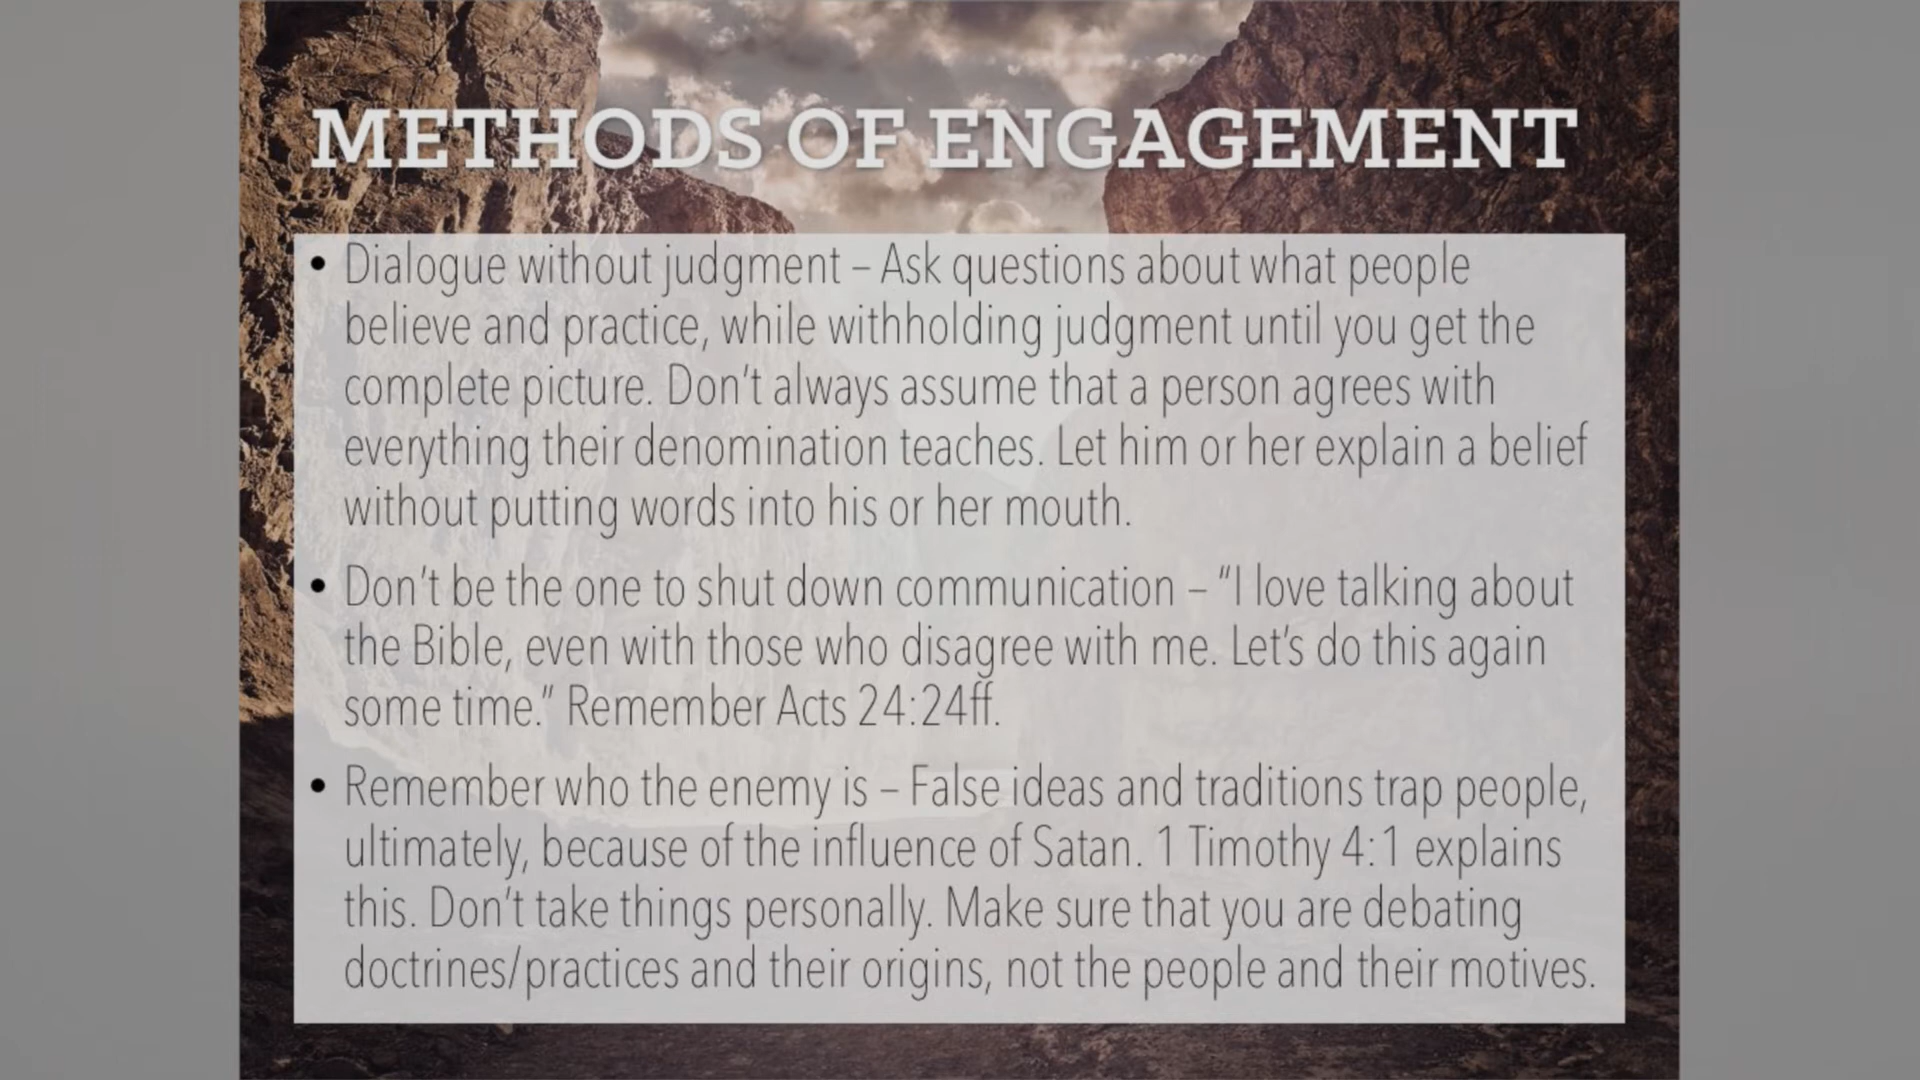 METHODS OF ENGAGEMENT
• Dialogue without judgment – Ask questions about what people
believe and practice, while withholding judgment until you get the
complete picture. Don’t always assume that a person agrees with
everything their denomination teaches. Let him or her explain a belief
without putting words into his or her mouth.
• Don’t be the one to shut down communication – “I love talking about
the Bible, even with those who disagree with me. Let’s do this again
some time.” Remember Acts 24:24ff.
• Remember who the enemy is – False ideas and traditions trap people,
ultimately, because of the influence of Satan. 1 Timothy 4:1 explains
this. Don’t take things personally. Make sure that you are debating
doctrines/practices and their origins, not the people and their motives.